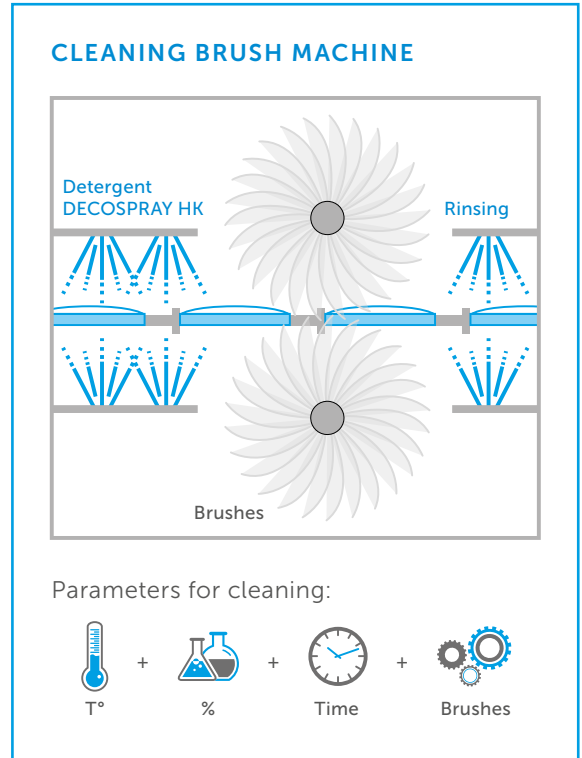 CLEANING BRUSH MACHINE
Detergent
DECOSPRAY HK
Rinsing
Brushes
Parameters for cleaning:
+ + +
T° % Time Brushes